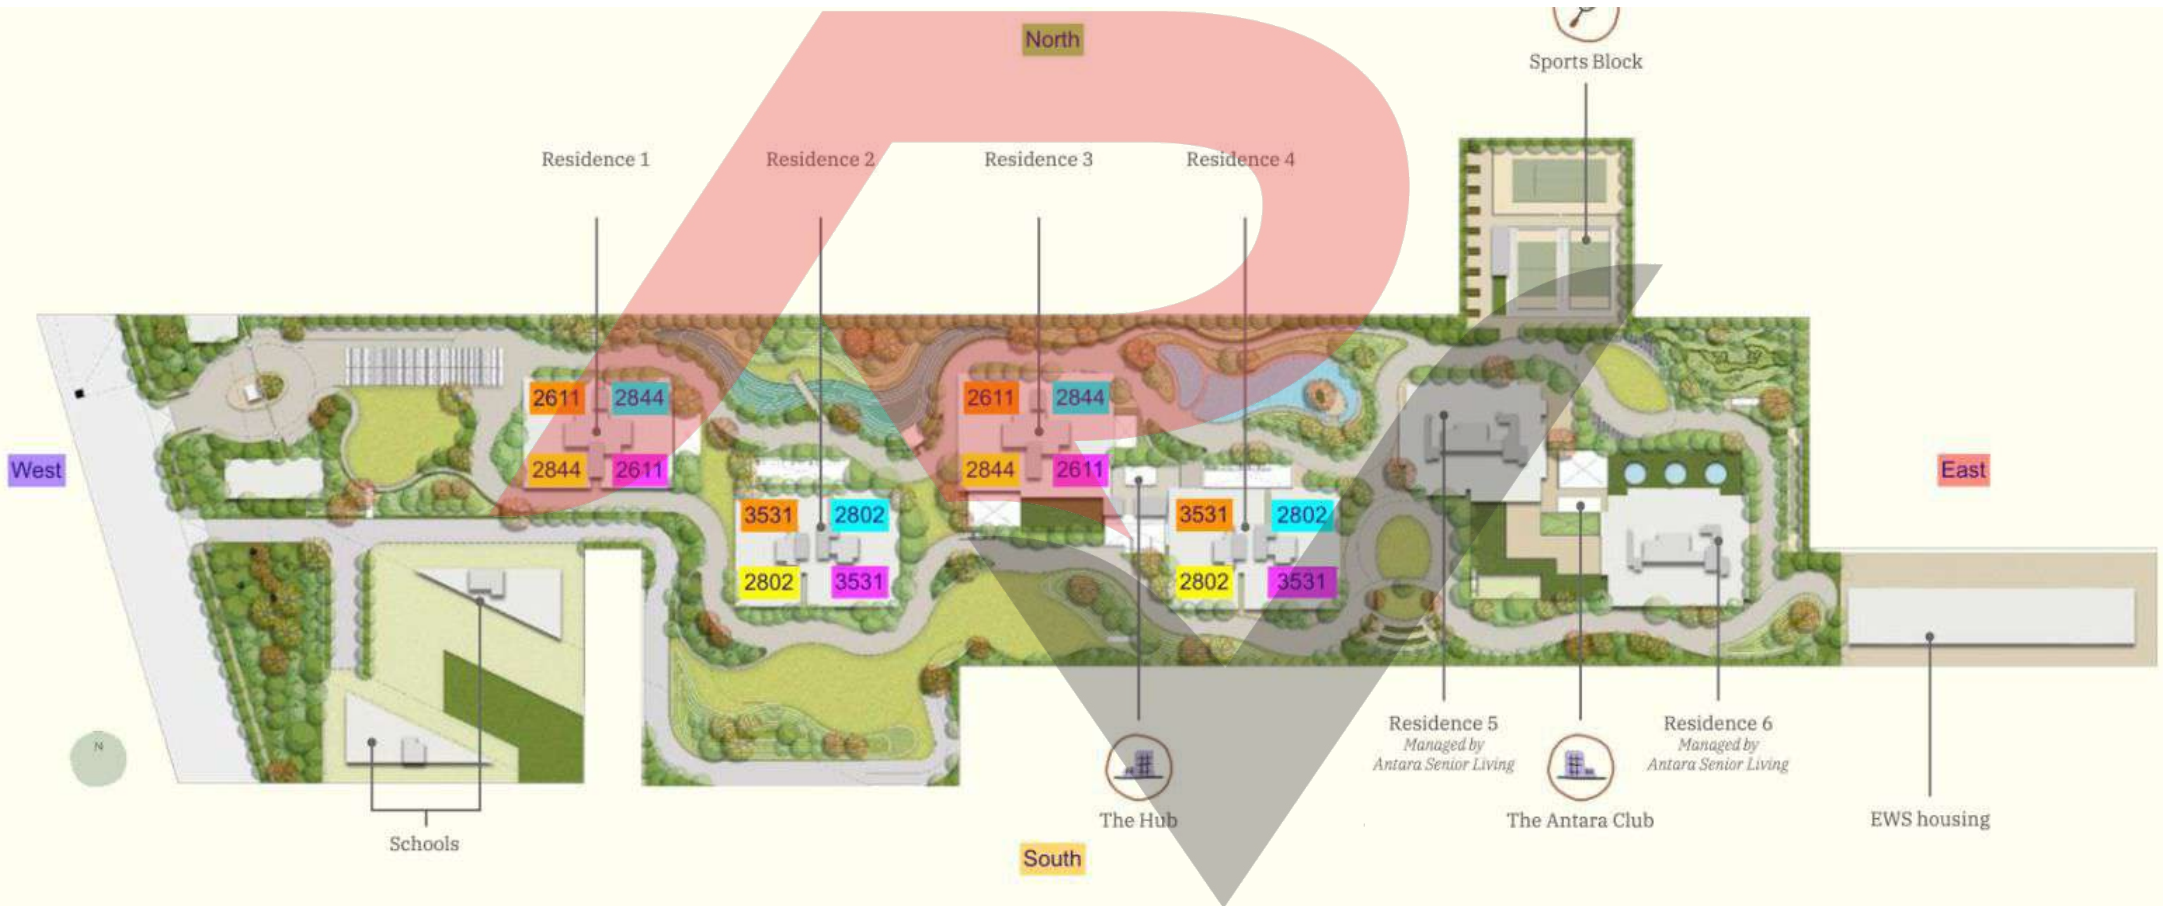 North
Sports Block
Residence 1
Residence 2
Residence 3
Residence 4
2611 2844
2844 2611
2611 2844
2844 2611
West
East
3531 2802
2802 3531
3531 2802
2802 3531
N
Residence 5
Managed by
Antara Senior Living
Residence 6
Managed by
Antara Senior Living
The Hub
The Antara Club
EWS housing
Schools
South